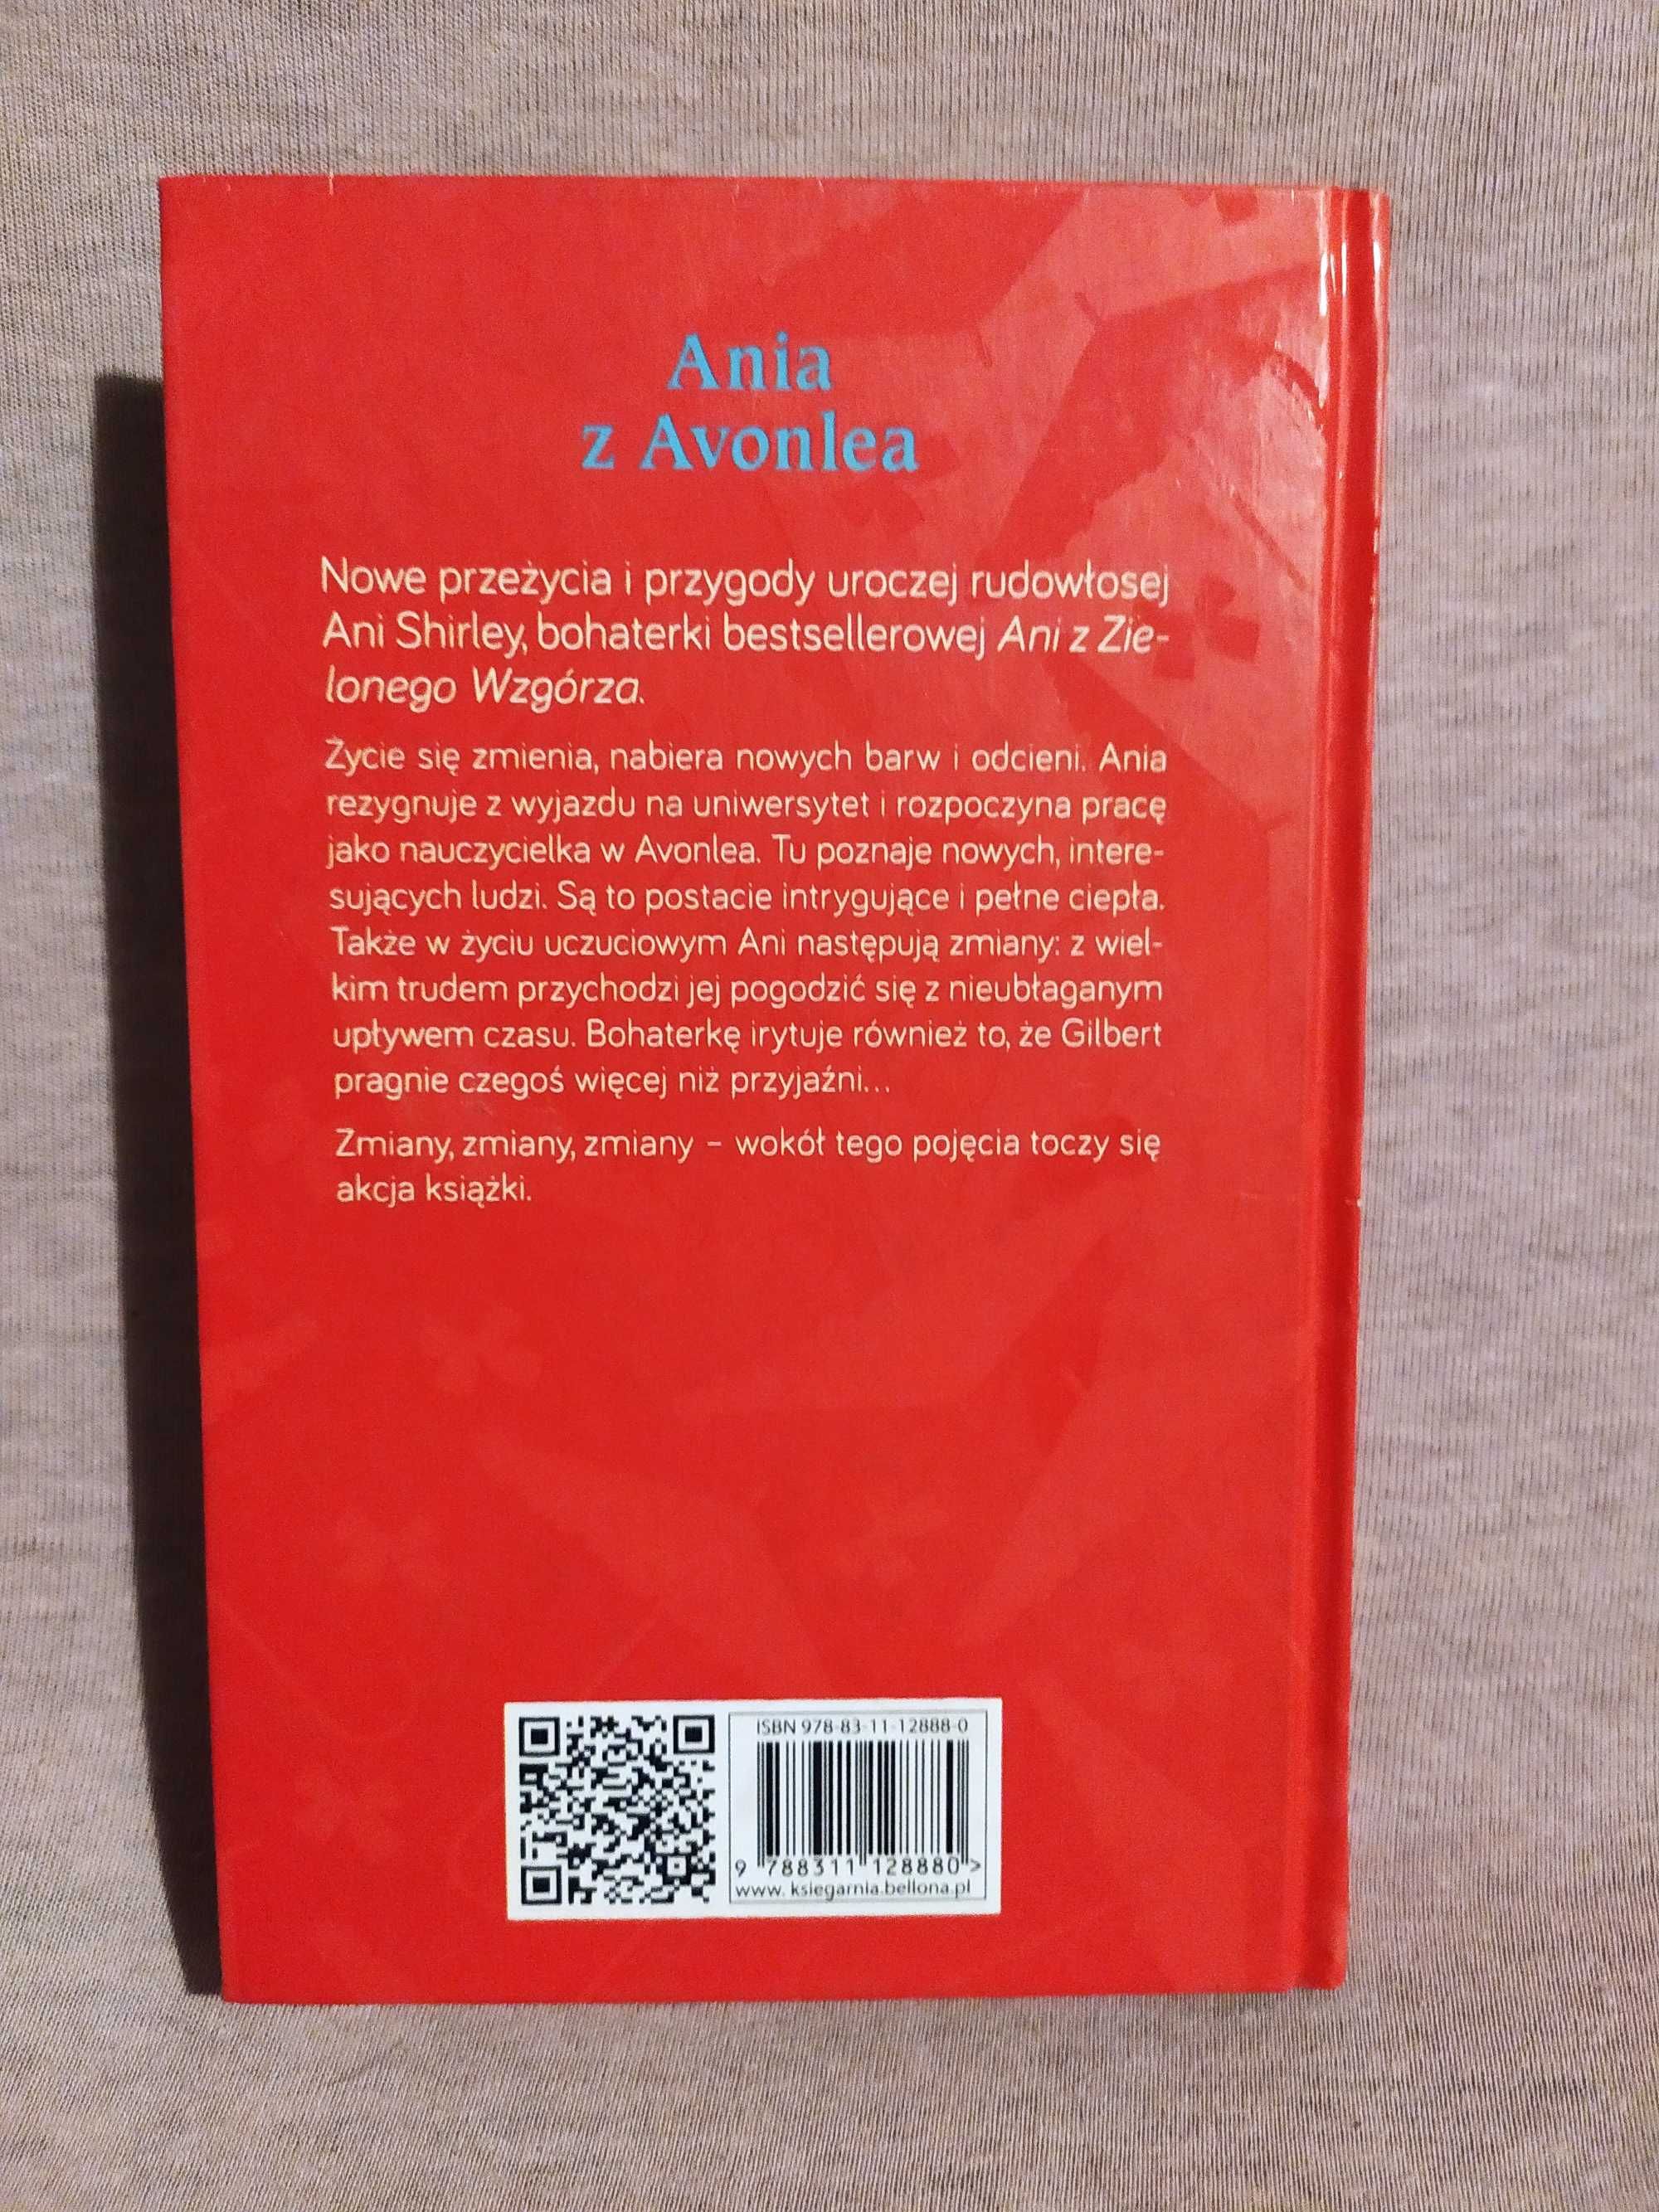 Ania
z Avonlea
Nowe przeżycia i przygody uroczej rudowłosej
Ani Shirley, bohaterki bestsellerowej Ani z Zie-
lonego Wzgórza.
Życie się zmienia, nabiera nowych barw i odcieni. Ania
rezygnuje z wyjazdu na uniwersytet i rozpoczyna pracę
jako nauczycielka w Avonlea. Tu poznaje nowych, intere-
sujących ludzi. Są to postacie intrygujące i pełne ciepła.
Także w życiu uczuciowym Ani następują zmiany: z wiel-
kim trudem przychodzi jej pogodzić się z nieubłaganym
upływem czasu. Bohaterkę irytuje również to, że Gilbert
pragnie czegoś więcej niż przyjaźni...
Zmiany, zmiany, zmiany – wokół tego pojęcia toczy się
akcja książki.
ISBN 978-83-11-12888-0
9 788311 128880 >
www.ksiegarnia.bellona.pl